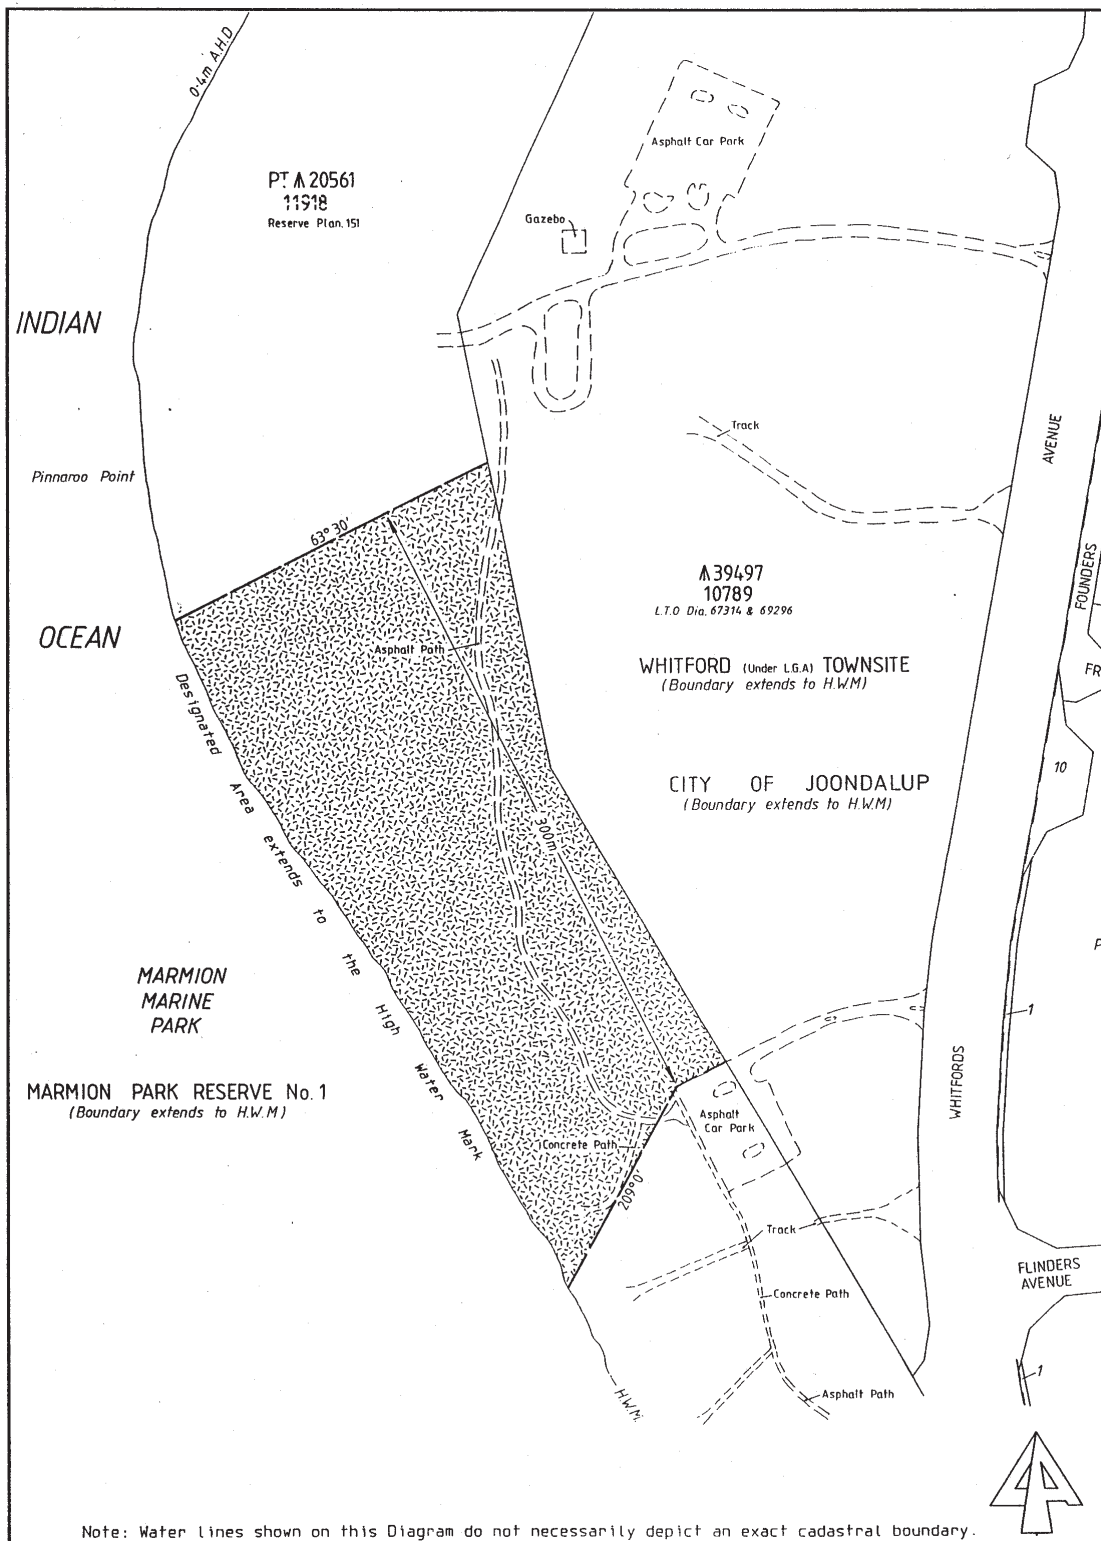 0·4m A.H.D
Asphalt Car Park
PT. 20561
11918
Reserve Plan. 151
Gazebo
INDIAN
Track
AVENUE
Pinnaroo Point
63° 30'
FOUNDERS
39497
10789
L.T.O Dia. 67314 & 69296
OCEAN
Asphalt Path
WHITFORD (Under L.G.A) TOWNSITE
(Boundary extends to H.W.M)
FR
Designated Area extends to the High Water Mark
10
CITY OF JOONDALUP
(Boundary extends to H.W.M)
300m
P
MARMION
MARINE
PARK
1
MARMION PARK RESERVE No. 1
(Boundary extends to H.W.M)
WHITFORDS
Asphalt
Car Park
Concrete Path
209° 0'
Track
FLINDERS
AVENUE
Concrete Path
1
Asphalt Path
H.W.M.
Note: Water lines shown on this Diagram do not necessarily depict an exact cadastral boundary.